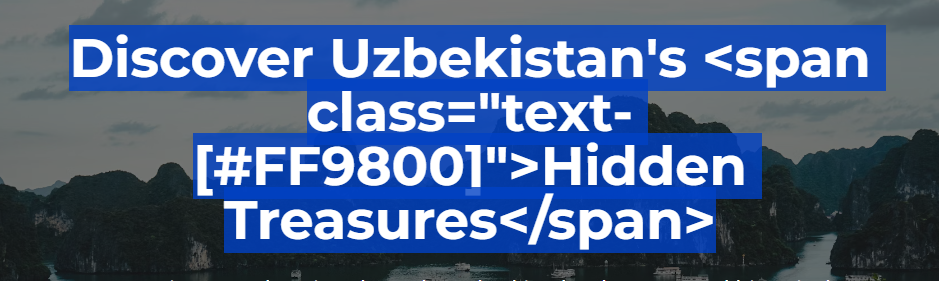 Discover Uzbekistan's <span
class="text-
[#FF9800]">Hidden
Treasures</span>